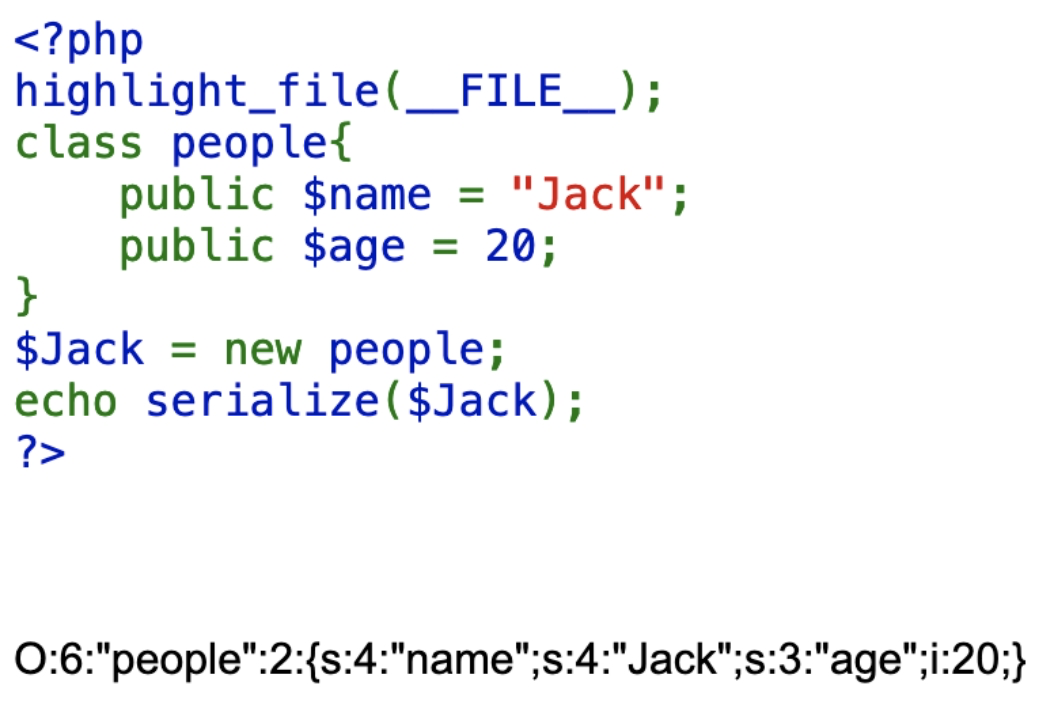 <?php
highlight_file(__FILE__);
class people{
    public $name = "Jack";
    public $age = 20;
}
$Jack = new people;
echo serialize($Jack);
?>
O:6:"people":2:{s:4:"name";s:4:"Jack";s:3:"age";i:20;}